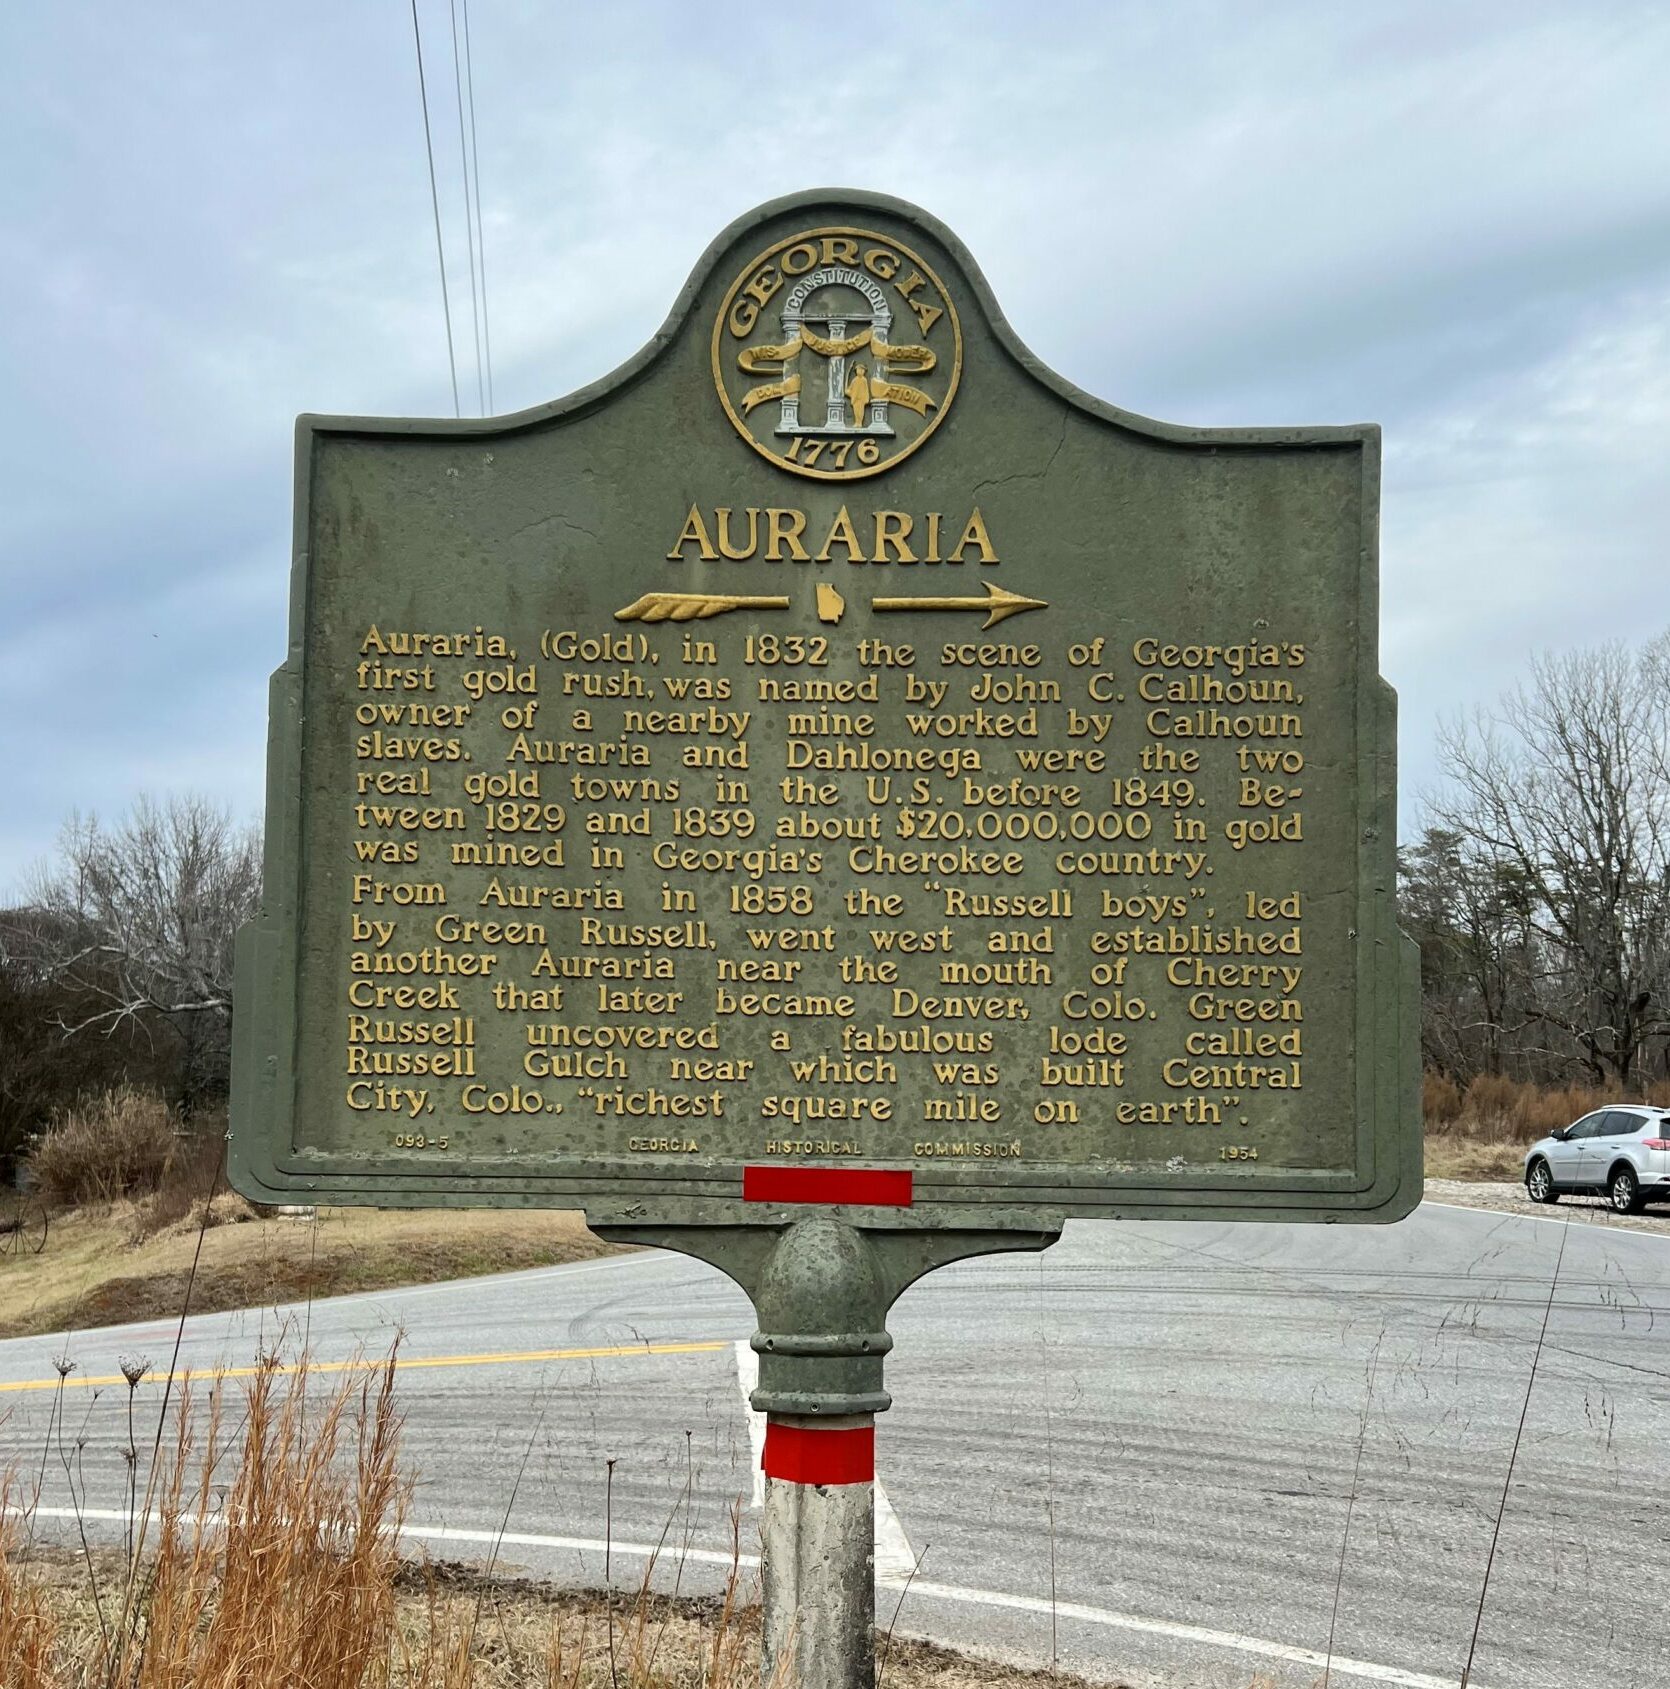 GEORGIA
CONSTITUTION
WIS JUSTICE MODER
DOM ATION
1776
AURARIA
Auraria, (Gold), in 1832 the scene of Georgia's
first gold rush, was named by John C. Calhoun,
owner of a nearby mine worked by Calhoun
slaves. Auraria and Dahlonega were the two
real gold towns in the U.S. before 1849. Be-
tween 1829 and 1839 about $20,000,000 in gold
was mined in Georgia's Cherokee country.
From Auraria in 1858 the "Russell boys", led
by Green Russell, went west and established
another Auraria near the mouth of Cherry
Creek that later became Denver, Colo. Green
Russell uncovered a fabulous lode called
Russell Gulch near which was built Central
City, Colo., "richest square mile on earth".
093-5 GEORGIA HISTORICAL COMMISSION 1954